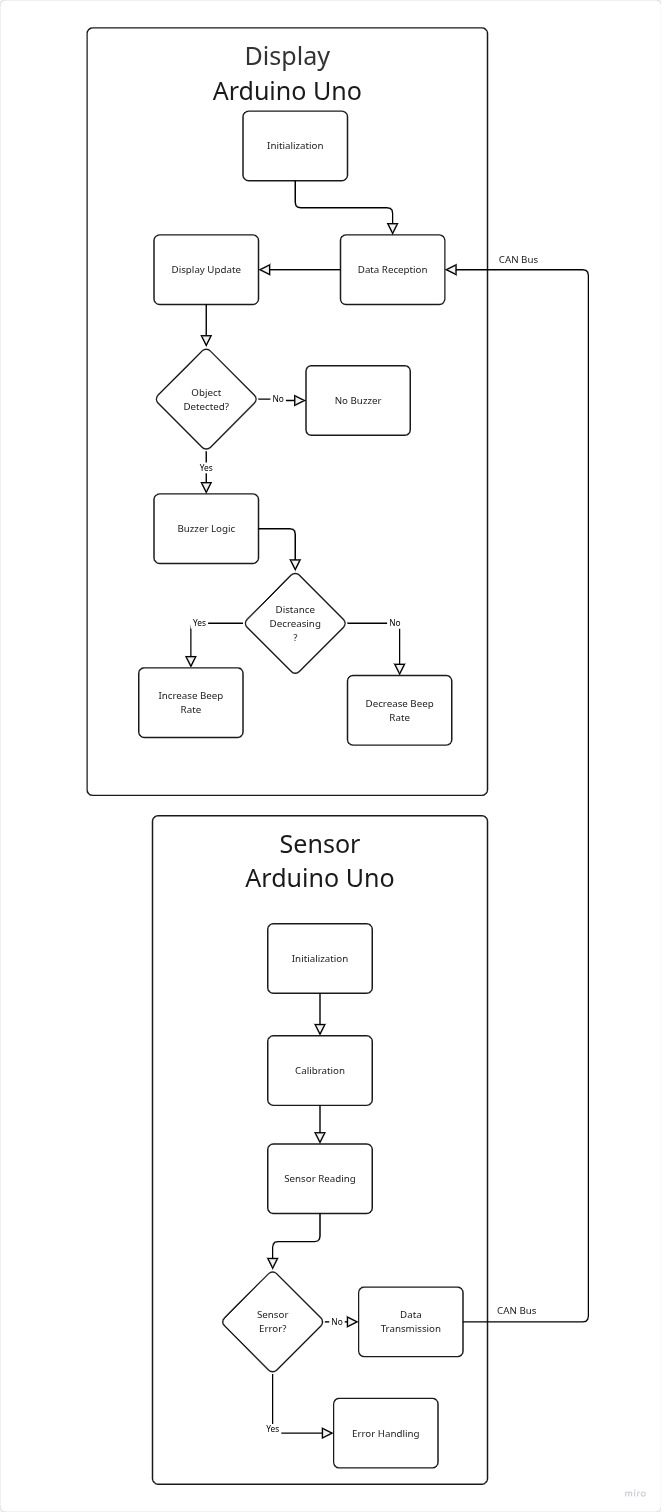 Display
Arduino Uno
Initialization
Display Update
Data Reception
CAN Bus
Object
Detected?
No
No Buzzer
Yes
Buzzer Logic
Distance
Decreasing
?
Yes
No
Increase Beep
Rate
Decrease Beep
Rate
Sensor
Arduino Uno
Initialization
Calibration
Sensor Reading
Sensor
Error?
No
Data
Transmission
CAN Bus
Yes
Error Handling
miro